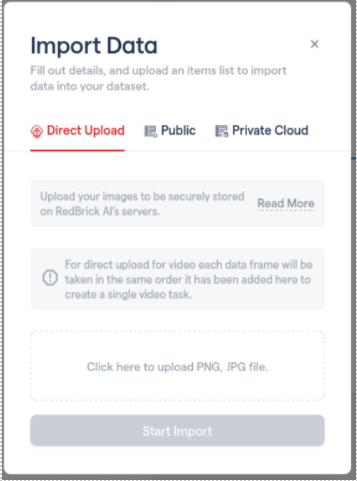 Import Data
Fill out details, and upload an items list to import
data into your dataset.
Direct Upload
Public
Private Cloud
Upload your images to be securely stored
on RedBrick AI's servers.
Read More
For direct upload for video each data frame will be
taken in the same order it has been added here to
create a single video task.
Click here to upload PNG, JPG file.
Start Import